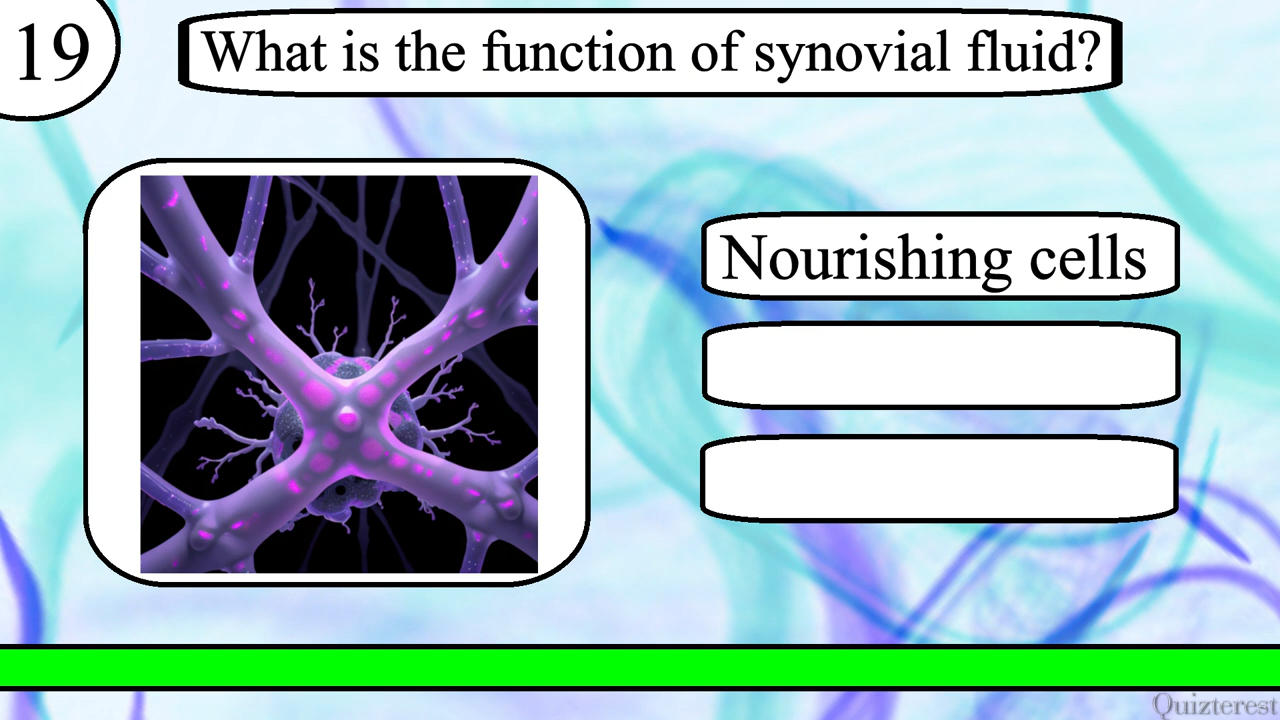 19
What is the function of synovial fluid?
Nourishing cells
Quizterest